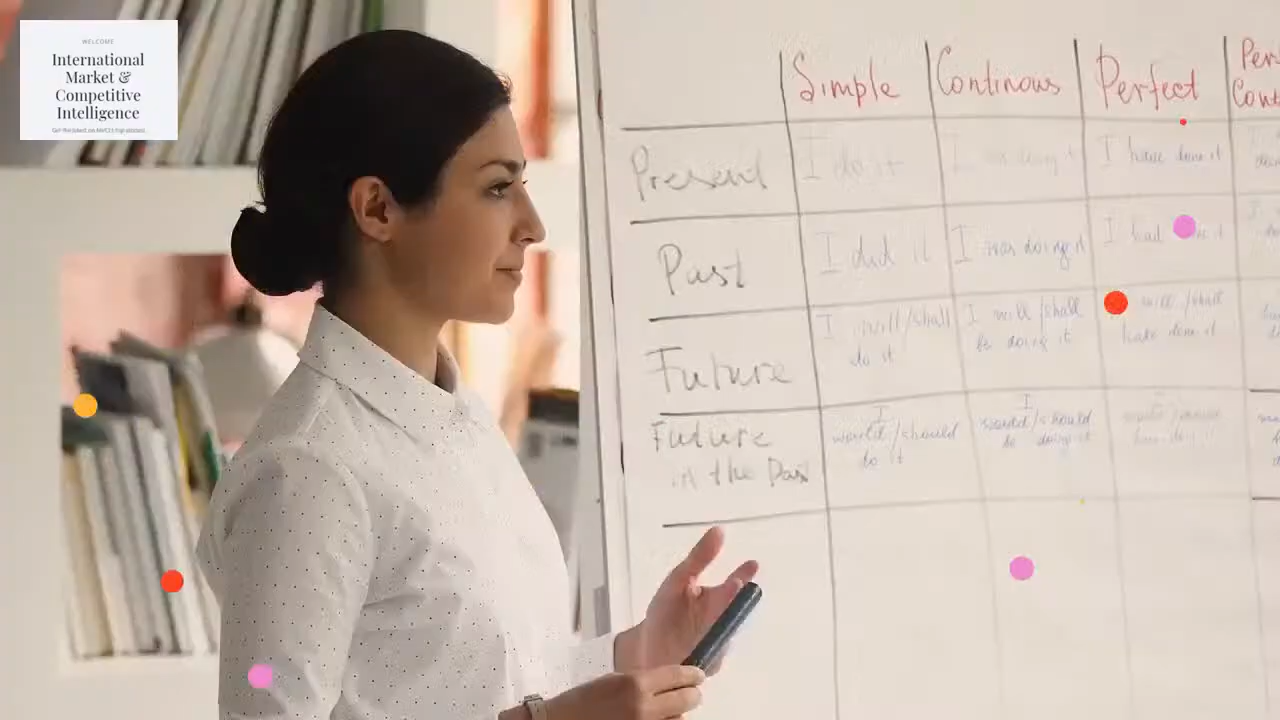 WELCOME
International
Market &
Competitive
Intelligence
Simple
Continous
Perfect
Present
I do it
I have done it
Past
I did it
I was doing it
I had
Future
I will/shall
do it
I will/shall
be doing it
will/shall
have done it
Future
in the Past
I
would/should
do it
I
would/should
be doing it